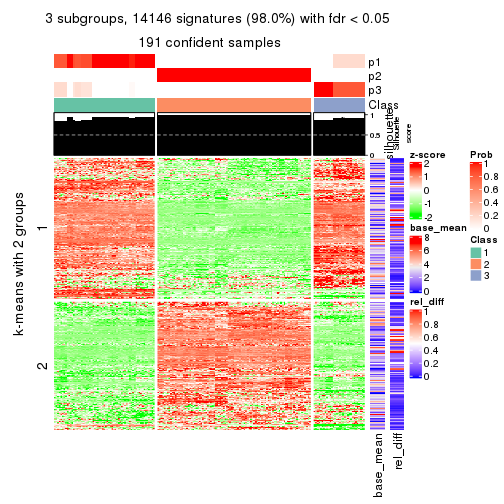 3 subgroups, 14146 signatures (98.0%) with fdr < 0.05
191 confident samples
p1
p2
p3
Class
1
0.5
0
silhouette
Silhouette
score
k-means with 2 groups
1
2
base_mean
rel_diff
z-score
2
1
0
-1
-2
base_mean
8
6
4
2
0
rel_diff
1
0.8
0.6
0.4
0.2
0
Prob
1
0.8
0.6
0.4
0.2
0
Class
1
2
3